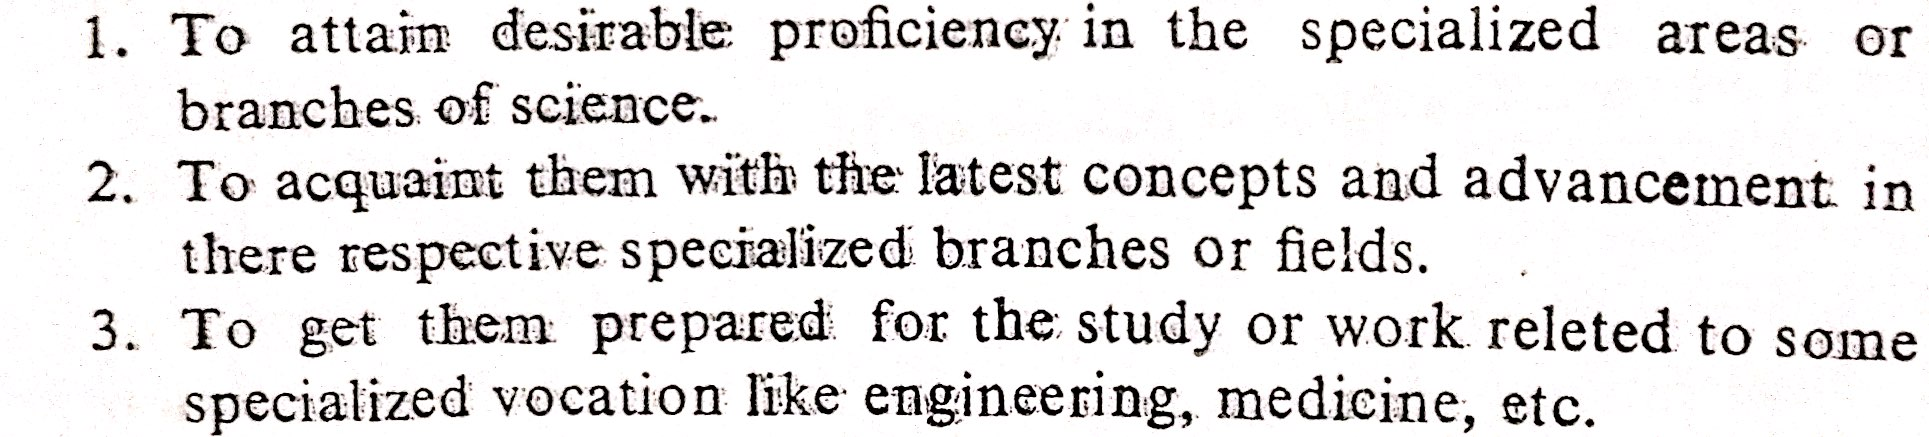 1. To attain desirable proficiency in the specialized areas or
branches of science.
2. To acquaint them with the latest concepts and advancement in
there respective specialized branches or fields.
3. To get them prepared for the study or work releted to some
specialized vocation like engineering, medicine, etc.